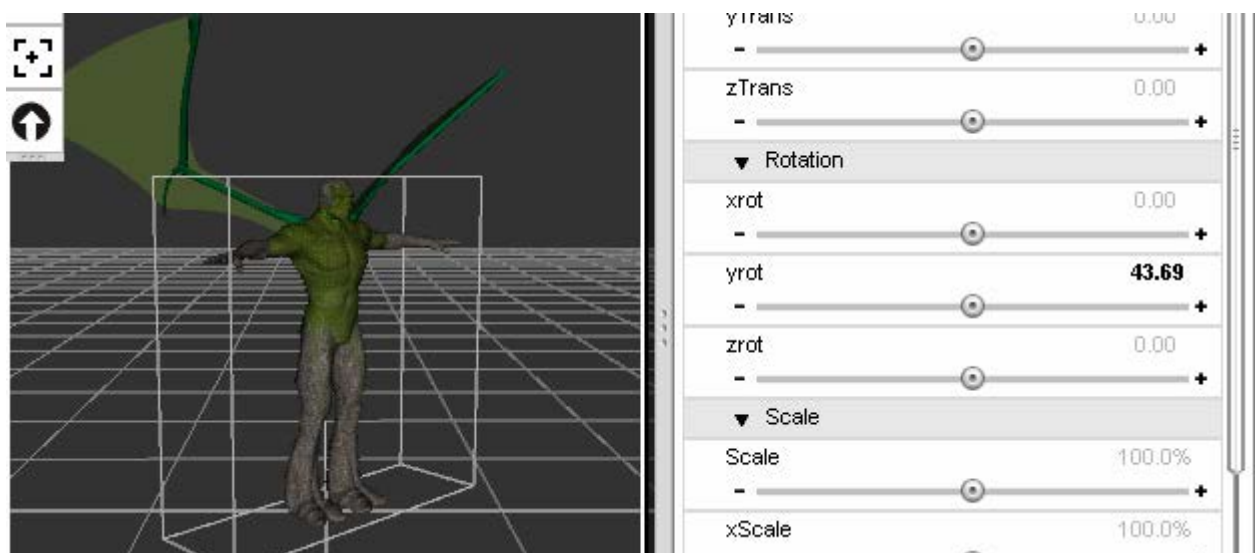 yTrans 0.00
- +
zTrans 0.00
- +
▼ Rotation
xrot 0.00
- +
yrot 43.69
- +
zrot 0.00
- +
▼ Scale
Scale 100.0%
- +
xScale 100.0%